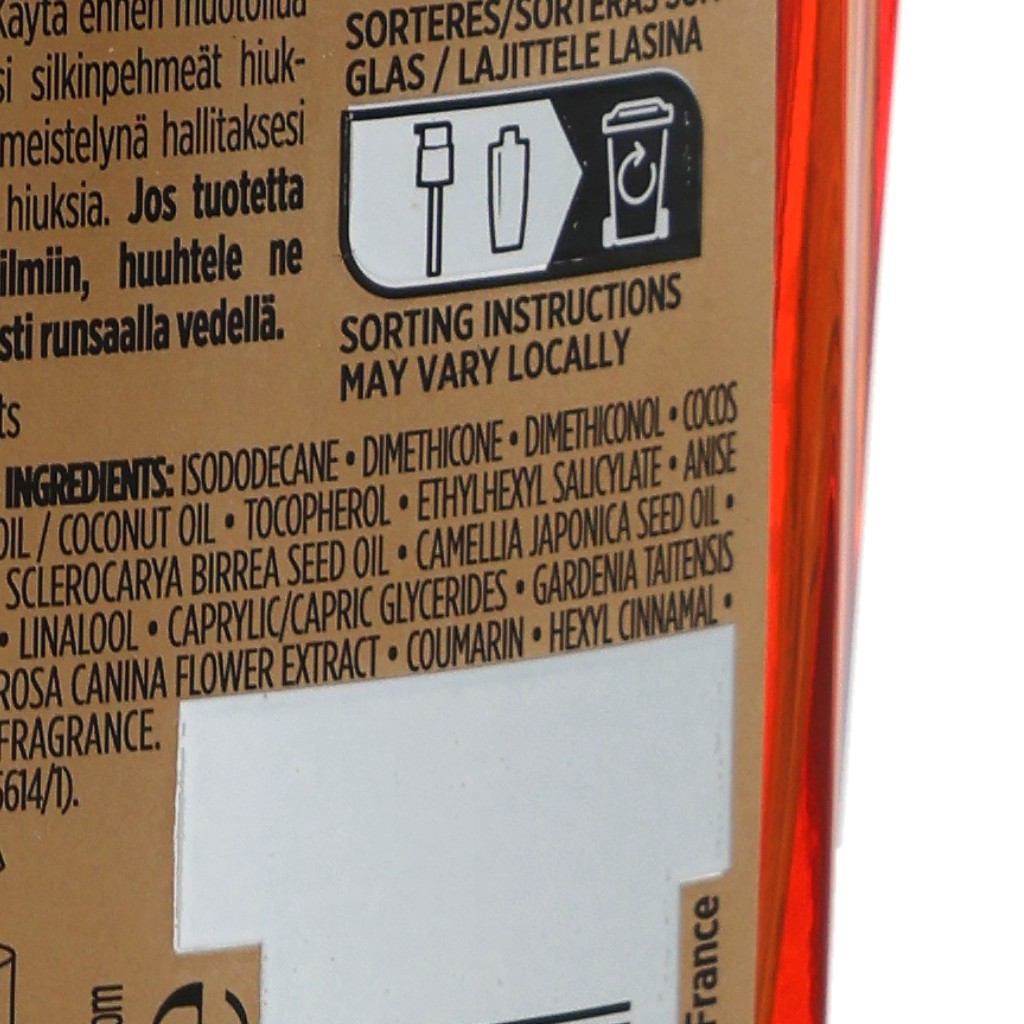 Käytä ennen muotoilua
si silkinpehmeät hiuk-
meistelynä hallitaksesi
hiuksia. Jos tuotetta
ilmiin, huuhtele ne
sti runsaalla vedellä.
ts
SORTERES/SORTERAS SOM
GLAS / LAJITTELE LASINA
SORTING INSTRUCTIONS
MAY VARY LOCALLY
INGREDIENTS: ISODODECANE • DIMETHICONE • DIMETHICONOL • COCOS
OIL / COCONUT OIL • TOCOPHEROL • ETHYLHEXYL SALICYLATE • ANISE
SCLEROCARYA BIRREA SEED OIL • CAMELLIA JAPONICA SEED OIL •
• LINALOOL • CAPRYLIC/CAPRIC GLYCERIDES • GARDENIA TAITENSIS
ROSA CANINA FLOWER EXTRACT • COUMARIN • HEXYL CINNAMAL •
FRAGRANCE.
5614/1).
om
e
France